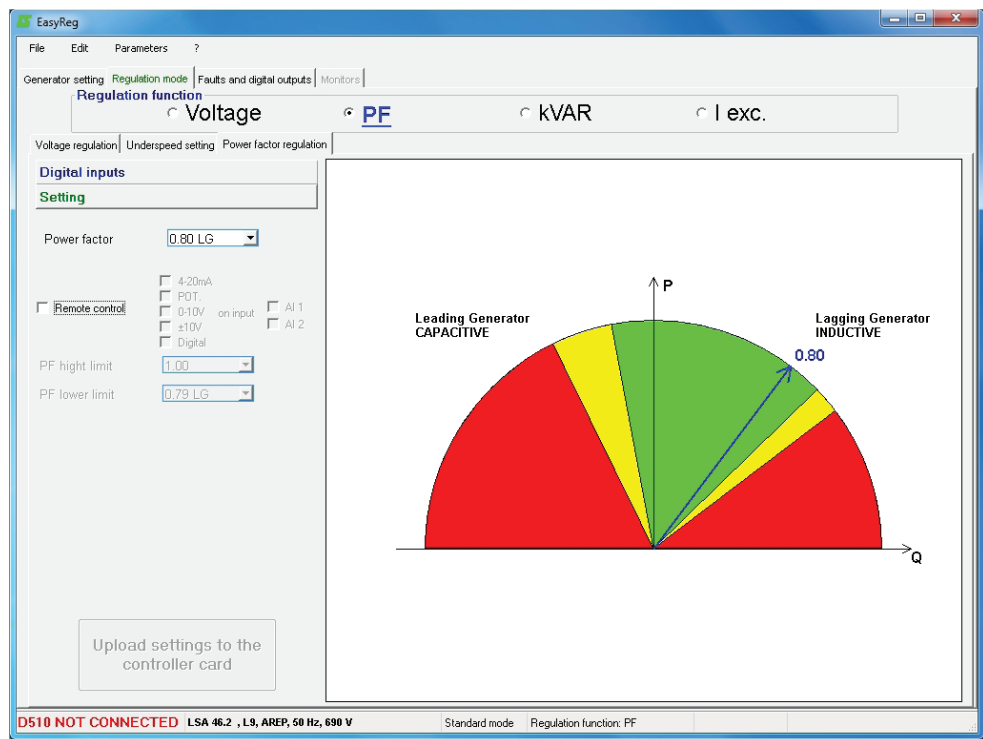 EasyReg
File Edit Parameters ?
Generator setting Regulation mode Faults and digital outputs Monitors
Regulation function
Voltage PF kVAR I exc.
Voltage regulation Underspeed setting Power factor regulation
Digital inputs
Setting
Power factor 0.80 LG
Remote control
4-20mA
POT.
0-10V on input AI 1
±10V AI 2
Digital
PF hight limit 1.00
PF lower limit 0.79 LG
Upload settings to the
controller card
P
Leading Generator
CAPACITIVE
Lagging Generator
INDUCTIVE
0.80
Q
D510 NOT CONNECTED LSA 46.2 , L9, AREP, 50 Hz, 690 V Standard mode Regulation function: PF